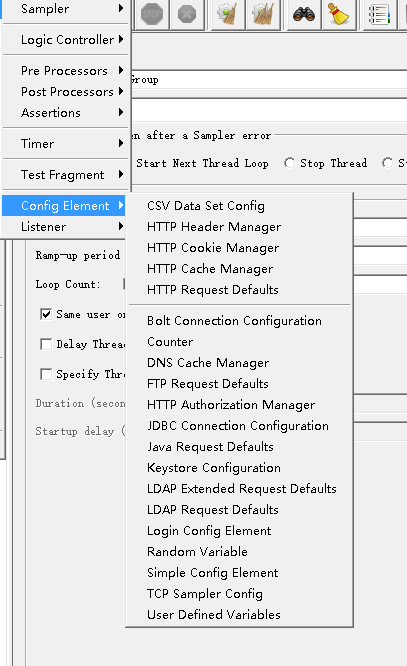 Sampler
Logic Controller
Pre Processors
Post Processors
Assertions
Timer
Test Fragment
Config Element
Listener
Group
en after a Sampler error
Start Next Thread Loop
Stop Thread
CSV Data Set Config
HTTP Header Manager
HTTP Cookie Manager
HTTP Cache Manager
HTTP Request Defaults
Bolt Connection Configuration
Counter
DNS Cache Manager
FTP Request Defaults
HTTP Authorization Manager
JDBC Connection Configuration
Java Request Defaults
Keystore Configuration
LDAP Extended Request Defaults
LDAP Request Defaults
Login Config Element
Random Variable
Simple Config Element
TCP Sampler Config
User Defined Variables
Ramp-up period
Loop Count:
Same user on
Delay Threa
Specify Thre
Duration (secon
Startup delay (